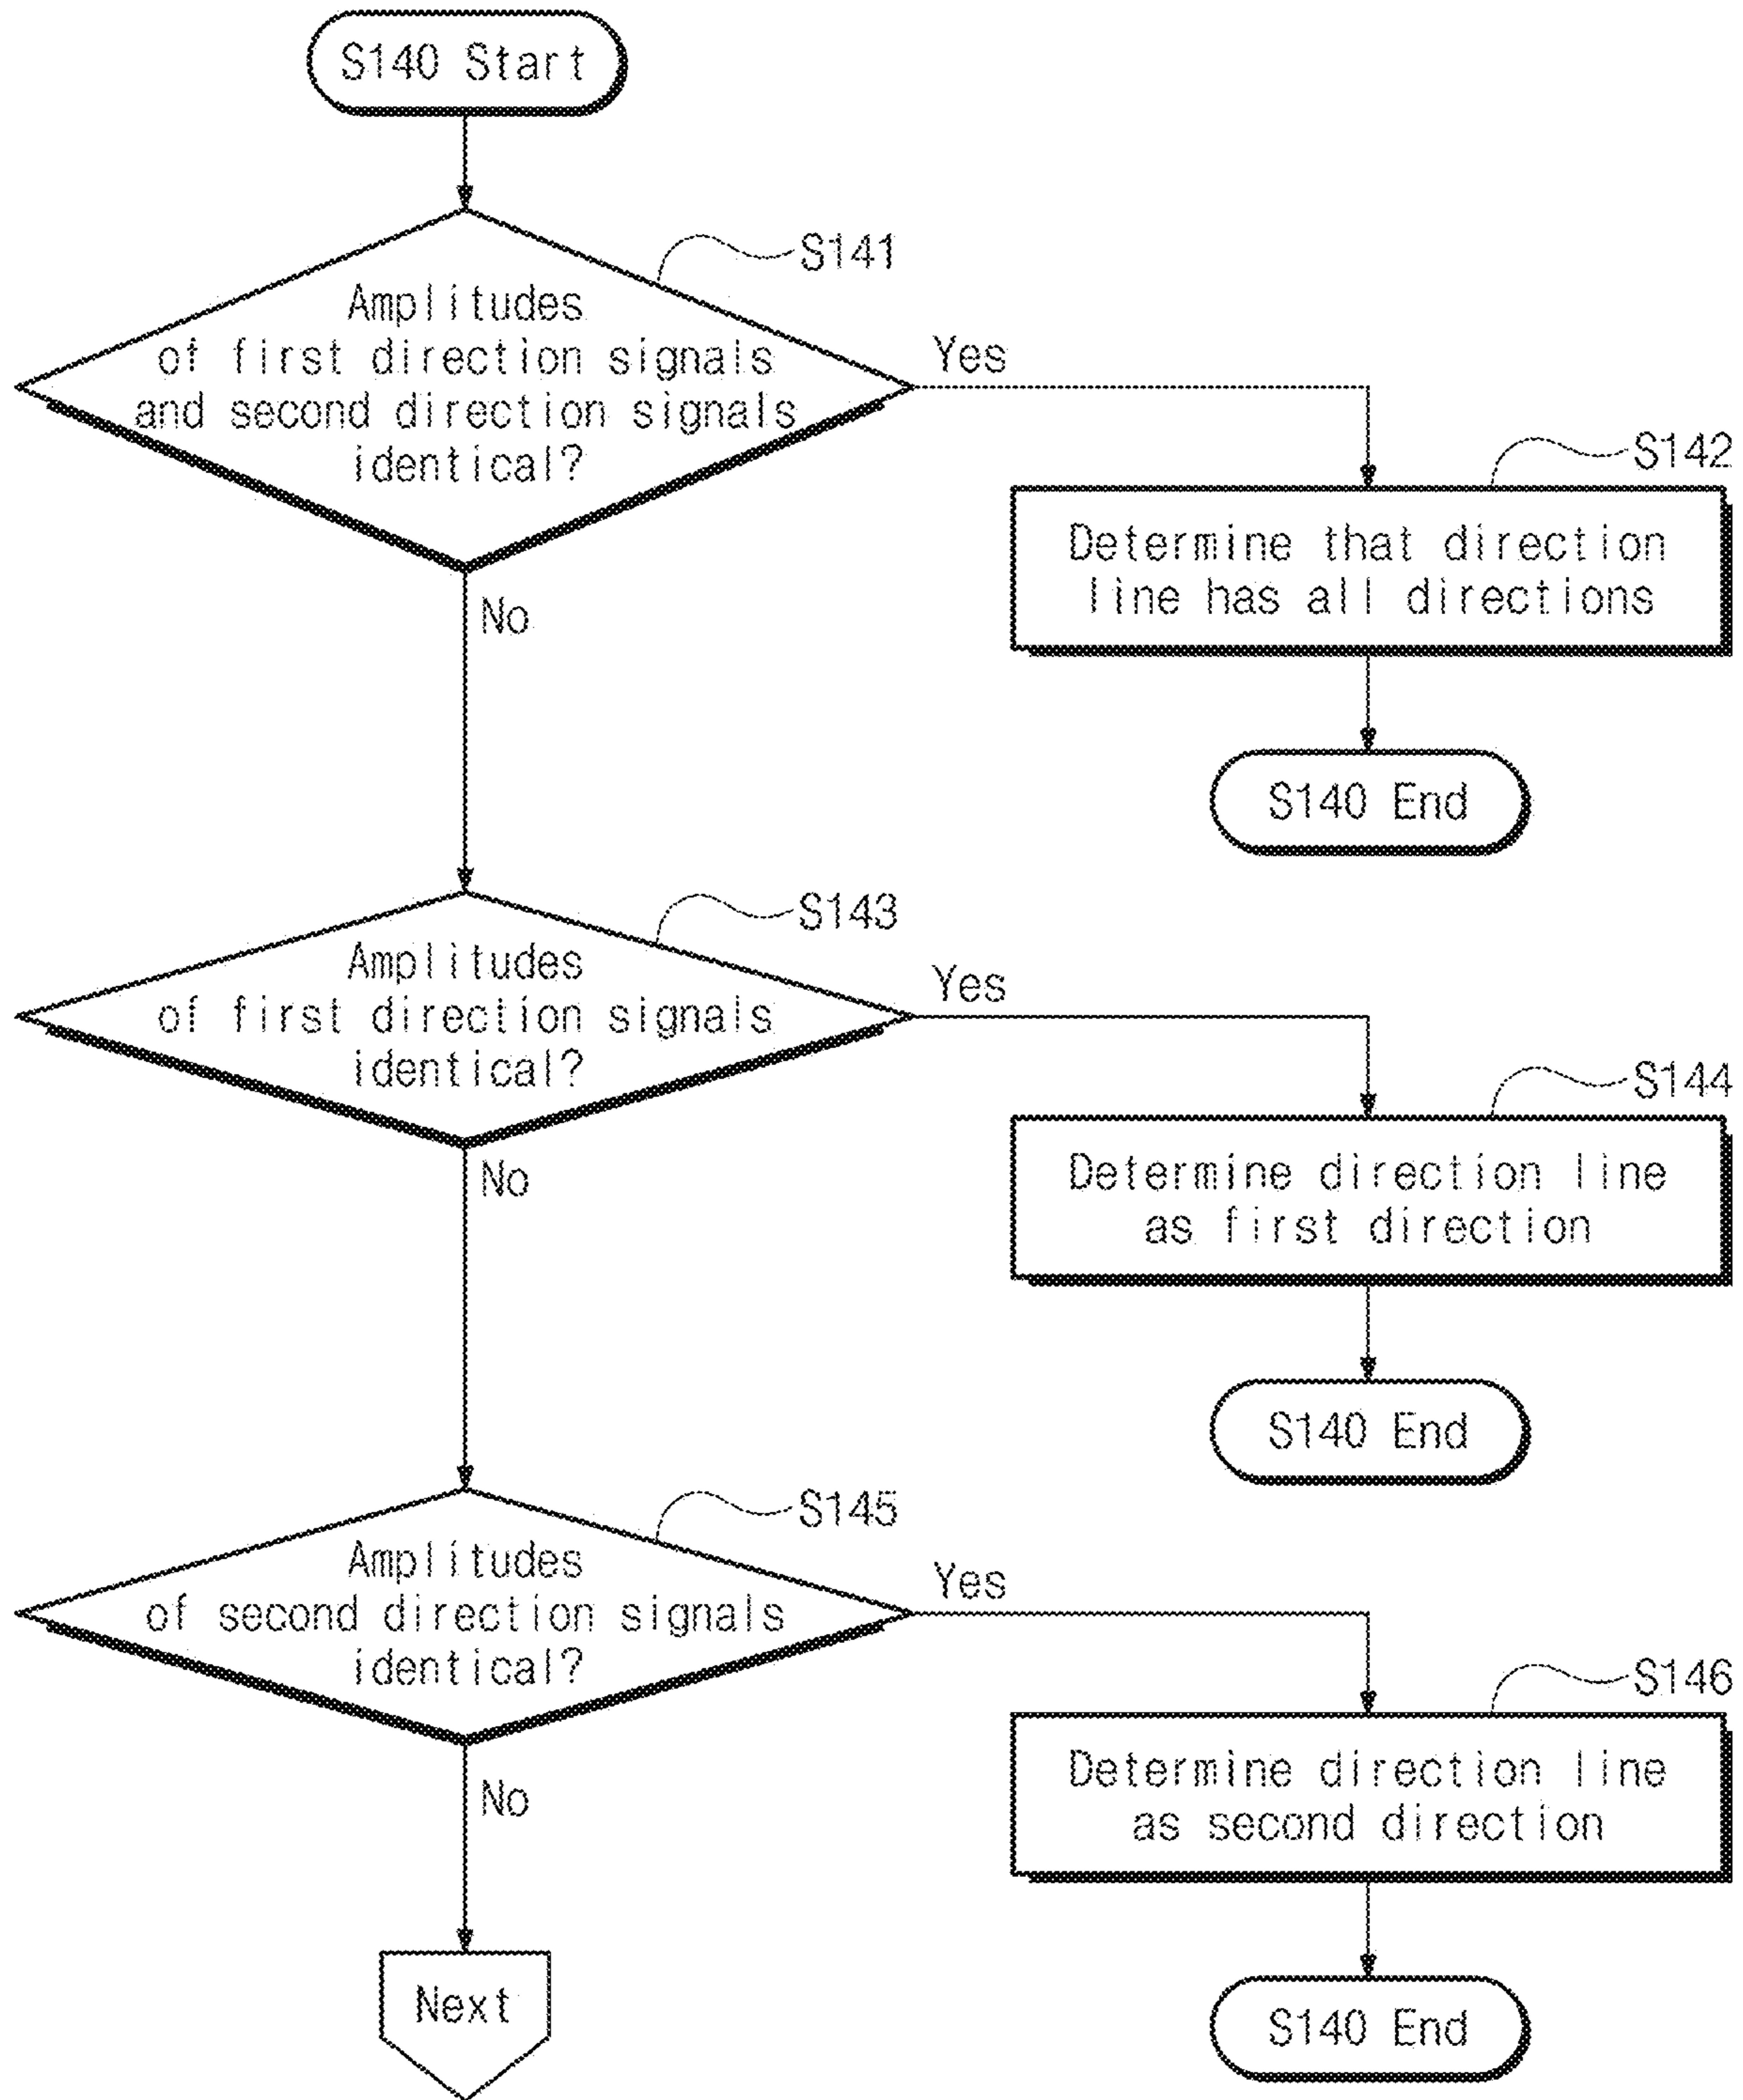 S140 Start
S141
Amplitudes
of first direction signals
and second direction signals
identical?
Yes
No
S142
Determine that direction
line has all directions
S140 End
S143
Amplitudes
of first direction signals
identical?
Yes
No
S144
Determine direction line
as first direction
S140 End
S145
Amplitudes
of second direction signals
identical?
Yes
No
S146
Determine direction line
as second direction
S140 End
Next